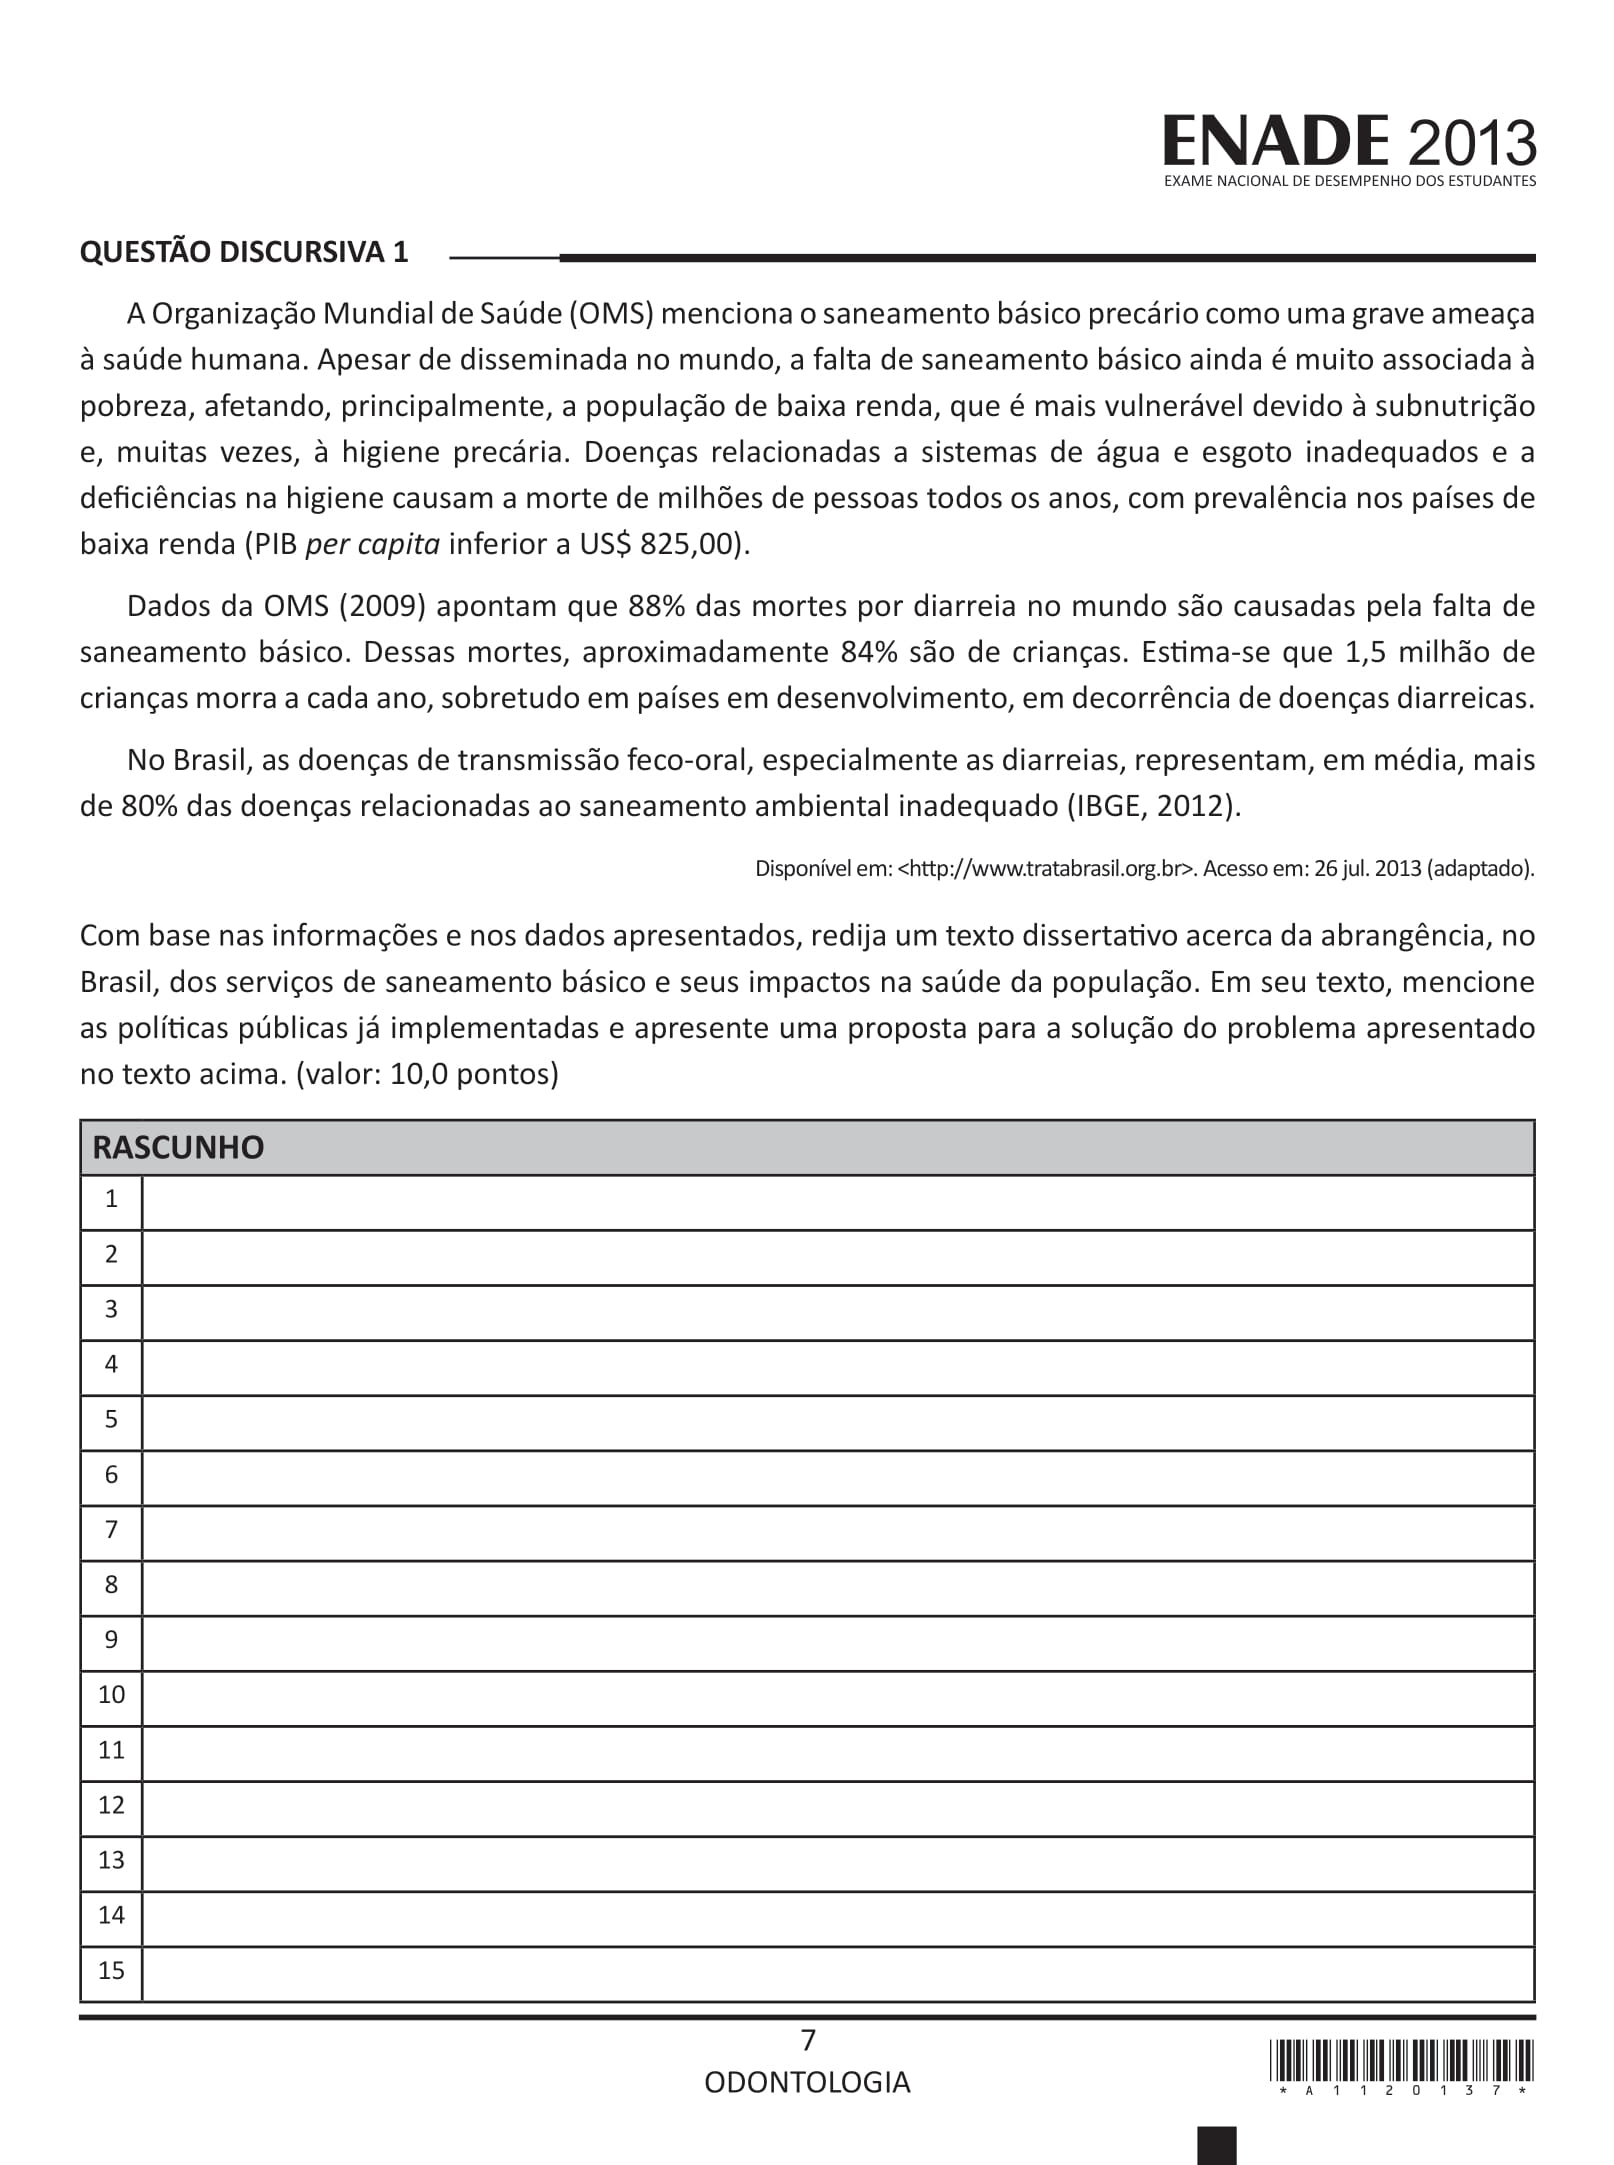 ENADE 2013
EXAME NACIONAL DE DESEMPENHO DOS ESTUDANTES
QUESTÃO DISCURSIVA 1
A Organização Mundial de Saúde (OMS) menciona o saneamento básico precário como uma grave ameaça
à saúde humana. Apesar de disseminada no mundo, a falta de saneamento básico ainda é muito associada à
pobreza, afetando, principalmente, a população de baixa renda, que é mais vulnerável devido à subnutrição
e, muitas vezes, à higiene precária. Doenças relacionadas a sistemas de água e esgoto inadequados e a
deficiências na higiene causam a morte de milhões de pessoas todos os anos, com prevalência nos países de
baixa renda (PIB per capita inferior a US$ 825,00).
Dados da OMS (2009) apontam que 88% das mortes por diarreia no mundo são causadas pela falta de
saneamento básico. Dessas mortes, aproximadamente 84% são de crianças. Estima-se que 1,5 milhão de
crianças morra a cada ano, sobretudo em países em desenvolvimento, em decorrência de doenças diarreicas.
No Brasil, as doenças de transmissão feco-oral, especialmente as diarreias, representam, em média, mais
de 80% das doenças relacionadas ao saneamento ambiental inadequado (IBGE, 2012).
Disponível em: <http://www.tratabrasil.org.br>. Acesso em: 26 jul. 2013 (adaptado).
Com base nas informações e nos dados apresentados, redija um texto dissertativo acerca da abrangência, no
Brasil, dos serviços de saneamento básico e seus impactos na saúde da população. Em seu texto, mencione
as políticas públicas já implementadas e apresente uma proposta para a solução do problema apresentado
no texto acima. (valor: 10,0 pontos)
RASCUNHO
1
2
3
4
5
6
7
8
9
10
11
12
13
14
15
7
ODONTOLOGIA
* A 1 1 2 0 1 3 7 *